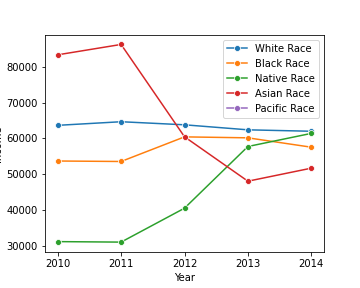 White Race
Black Race
Native Race
Asian Race
Pacific Race
80000
70000
60000
50000
40000
30000
2010
2011
2012
2013
2014
Year